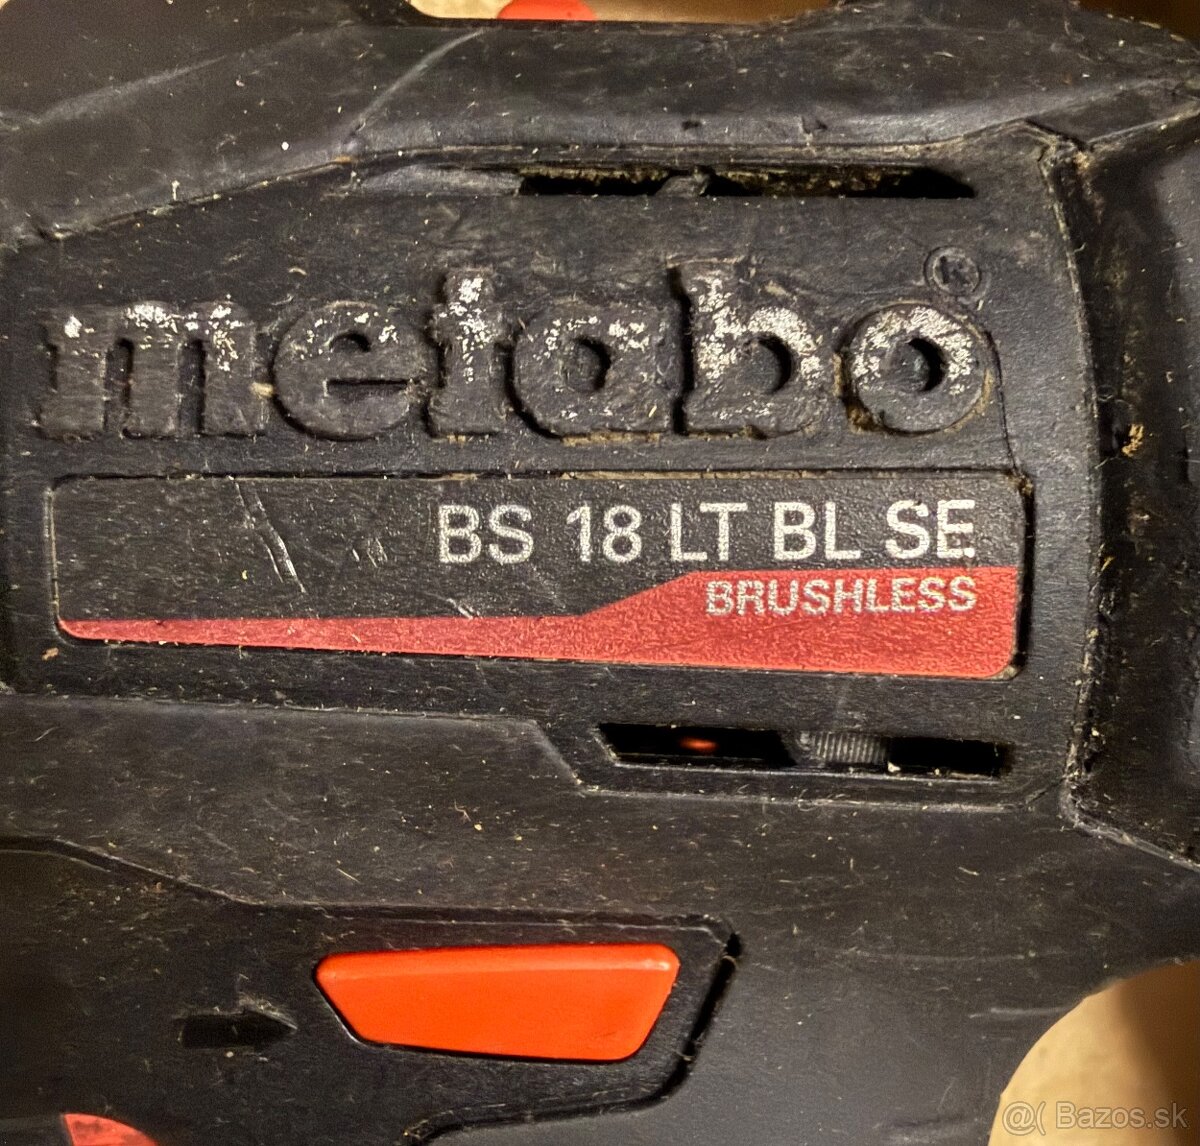 metabo®
BS 18 LT BL SE
BRUSHLESS
@( Bazos.sk